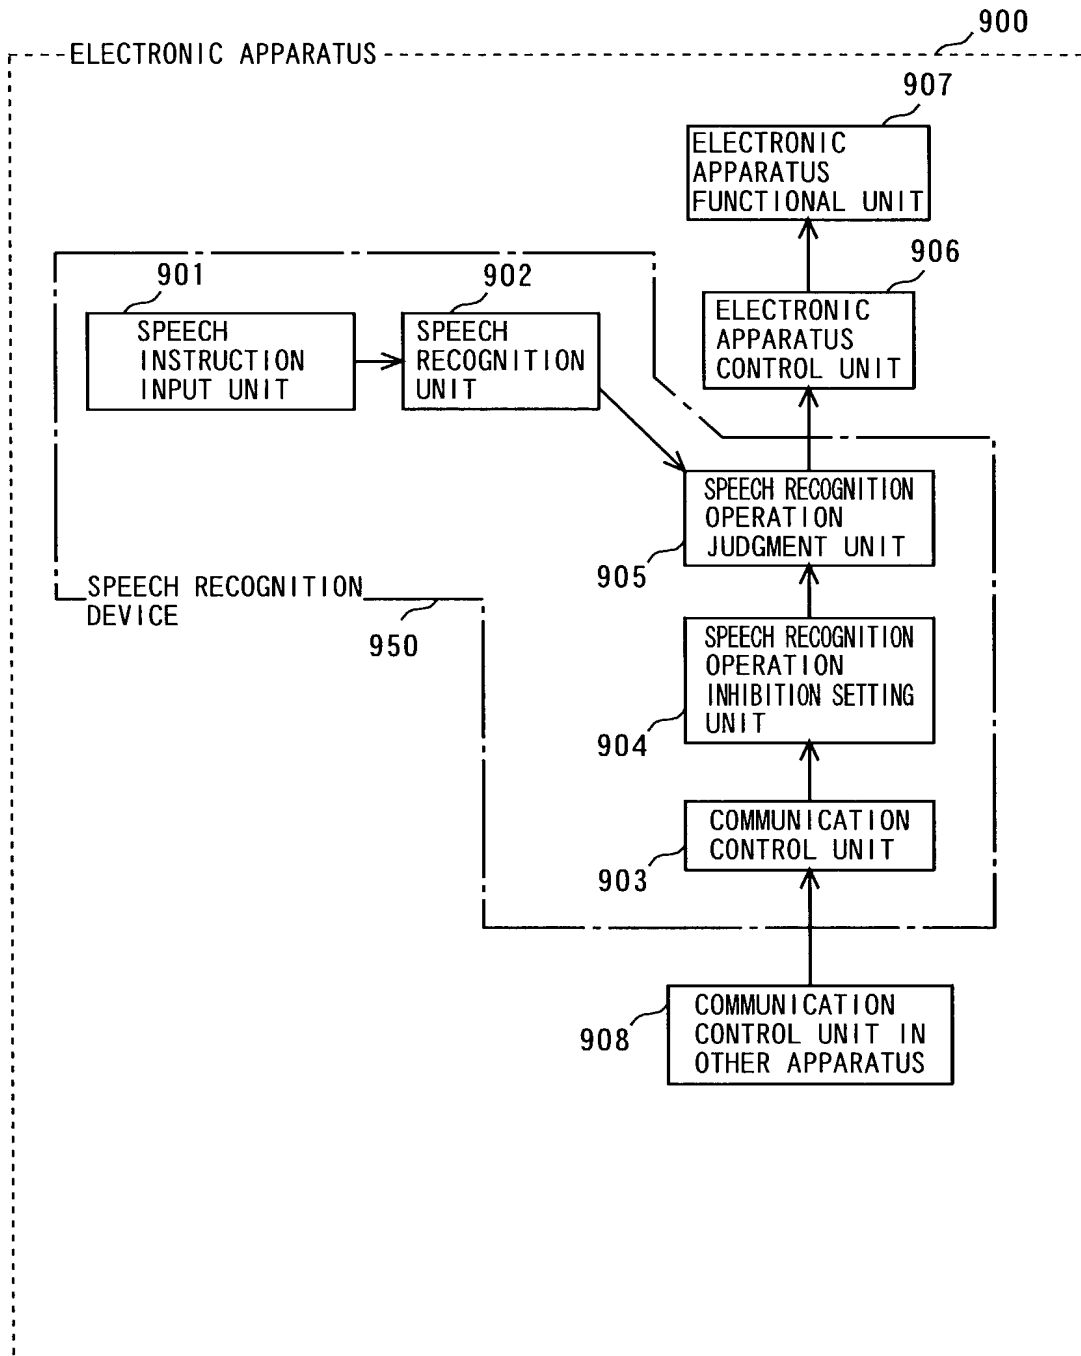 900
ELECTRONIC APPARATUS
907
ELECTRONIC
APPARATUS
FUNCTIONAL UNIT
906
ELECTRONIC
APPARATUS
CONTROL UNIT
901
SPEECH
INSTRUCTION
INPUT UNIT
902
SPEECH
RECOGNITION
UNIT
SPEECH RECOGNITION
OPERATION
JUDGMENT UNIT
905
SPEECH RECOGNITION
DEVICE
950
SPEECH RECOGNITION
OPERATION
INHIBITION SETTING
UNIT
904
COMMUNICATION
CONTROL UNIT
903
COMMUNICATION
CONTROL UNIT IN
OTHER APPARATUS
908